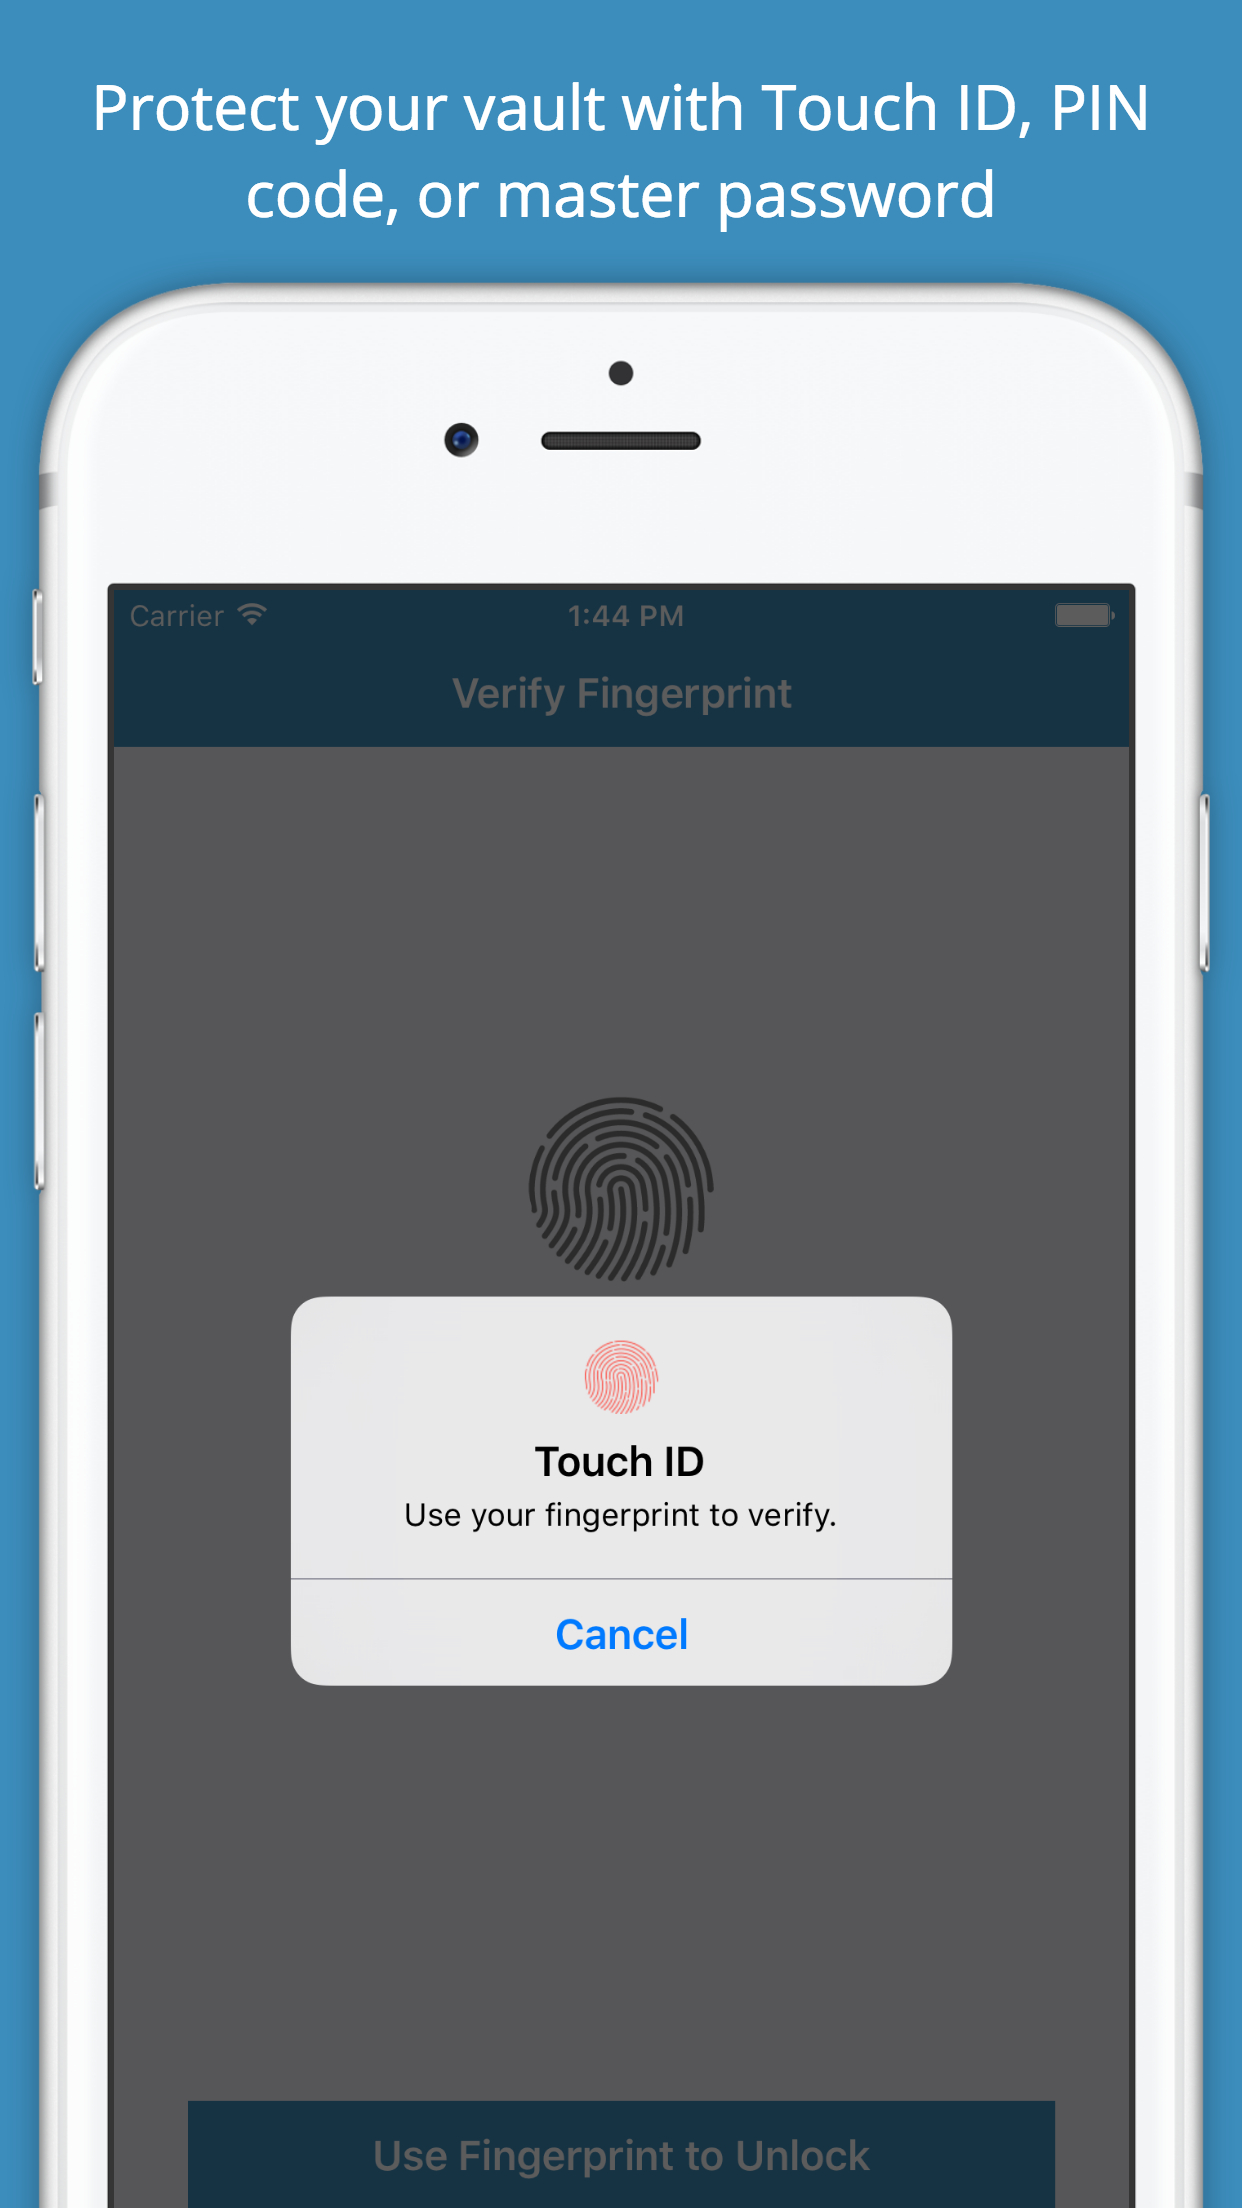 Protect your vault with Touch ID, PIN
code, or master password
Carrier
1:44 PM
Verify Fingerprint
Touch ID
Use your fingerprint to verify.
Cancel
Use Fingerprint to Unlock